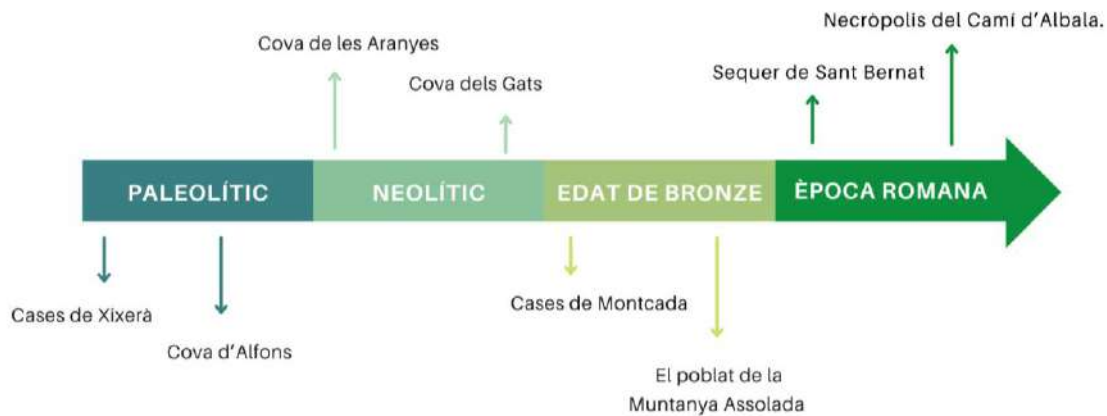 Necròpolis del Camí d'Albala.
Cova de les Aranyes
Sequer de Sant Bernat
Cova dels Gats
PALEOLÍTIC
NEOLÍTIC
EDAT DE BRONZE
ÈPOCA ROMANA
Cases de Xixerà
Cases de Montcada
Cova d'Alfons
El poblat de la
Muntanya Assolada